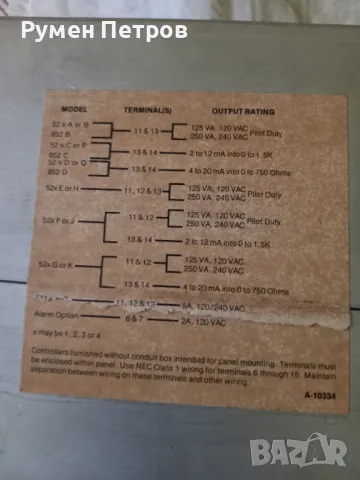 Румен Петров
MODEL TERMINAL(S) OUTPUT RATING
52 x A or B
852 B
11 & 13
125 VA, 120 VAC
250 VA, 240 VAC
Pilot Duty
52 x C or P
852 C
13 & 14
2 to 12 mA into 0 to 1.5K
52 x D or O
852 D
13 & 14
4 to 20 mA into 0 to 750 Ohms
52x E or H
11, 12 & 13
125 VA, 120 VAC
250 VA, 240 VAC
Pilot Duty
52x F or J
11 & 12
125 VA, 120 VAC
250 VA, 240 VAC
Pilot Duty
13 & 14
2 to 12 mA into 0 to 1.5K
52x G or K
11 & 12
125 VA, 120 VAC
250 VA, 240 VAC
13 & 14
4 to 20 mA into 0 to 750 Ohms
11, 12 & 13
5A, 120/240 VAC
Alarm Option
6 & 7
2A, 120 VAC
x may be 1, 2, 3 or 4
Controllers furnished without conduit box intended for panel mounting. Terminals must
be enclosed within panel. Use NEC Class 1 wiring for terminals 6 through 15. Maintain
separation between wiring on these terminals and other wiring.
A-10334
BAZAR